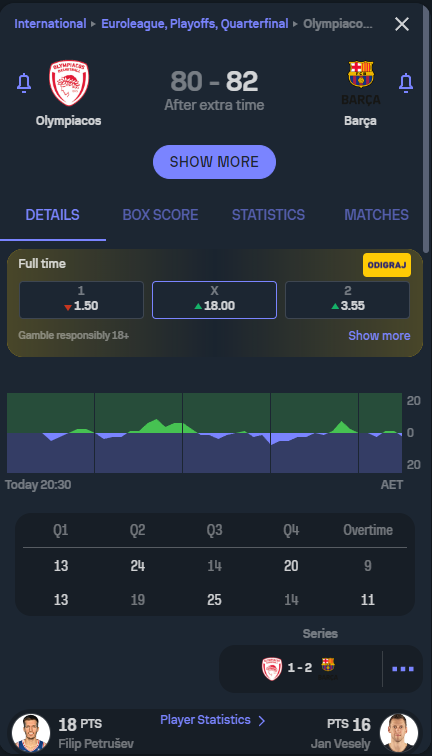 International ▸ Euroleague, Playoffs, Quarterfinal ▸ Olympiaco...
OLYMPIACOS
80 - 82
After extra time
BARÇA
Olympiacos
Barça
SHOW MORE
DETAILS BOX SCORE STATISTICS MATCHES
Full time
ODIGRAJ
1 X 2
1.50 18.00 3.55
Gamble responsibly 18+ Show more
20
0
20
Today 20:30 AET
Q1 Q2 Q3 Q4 Overtime
13 24 14 20 9
13 19 25 14 11
Series
1 - 2
18 PTS Player Statistics PTS 16
Filip Petrušev Jan Vesely